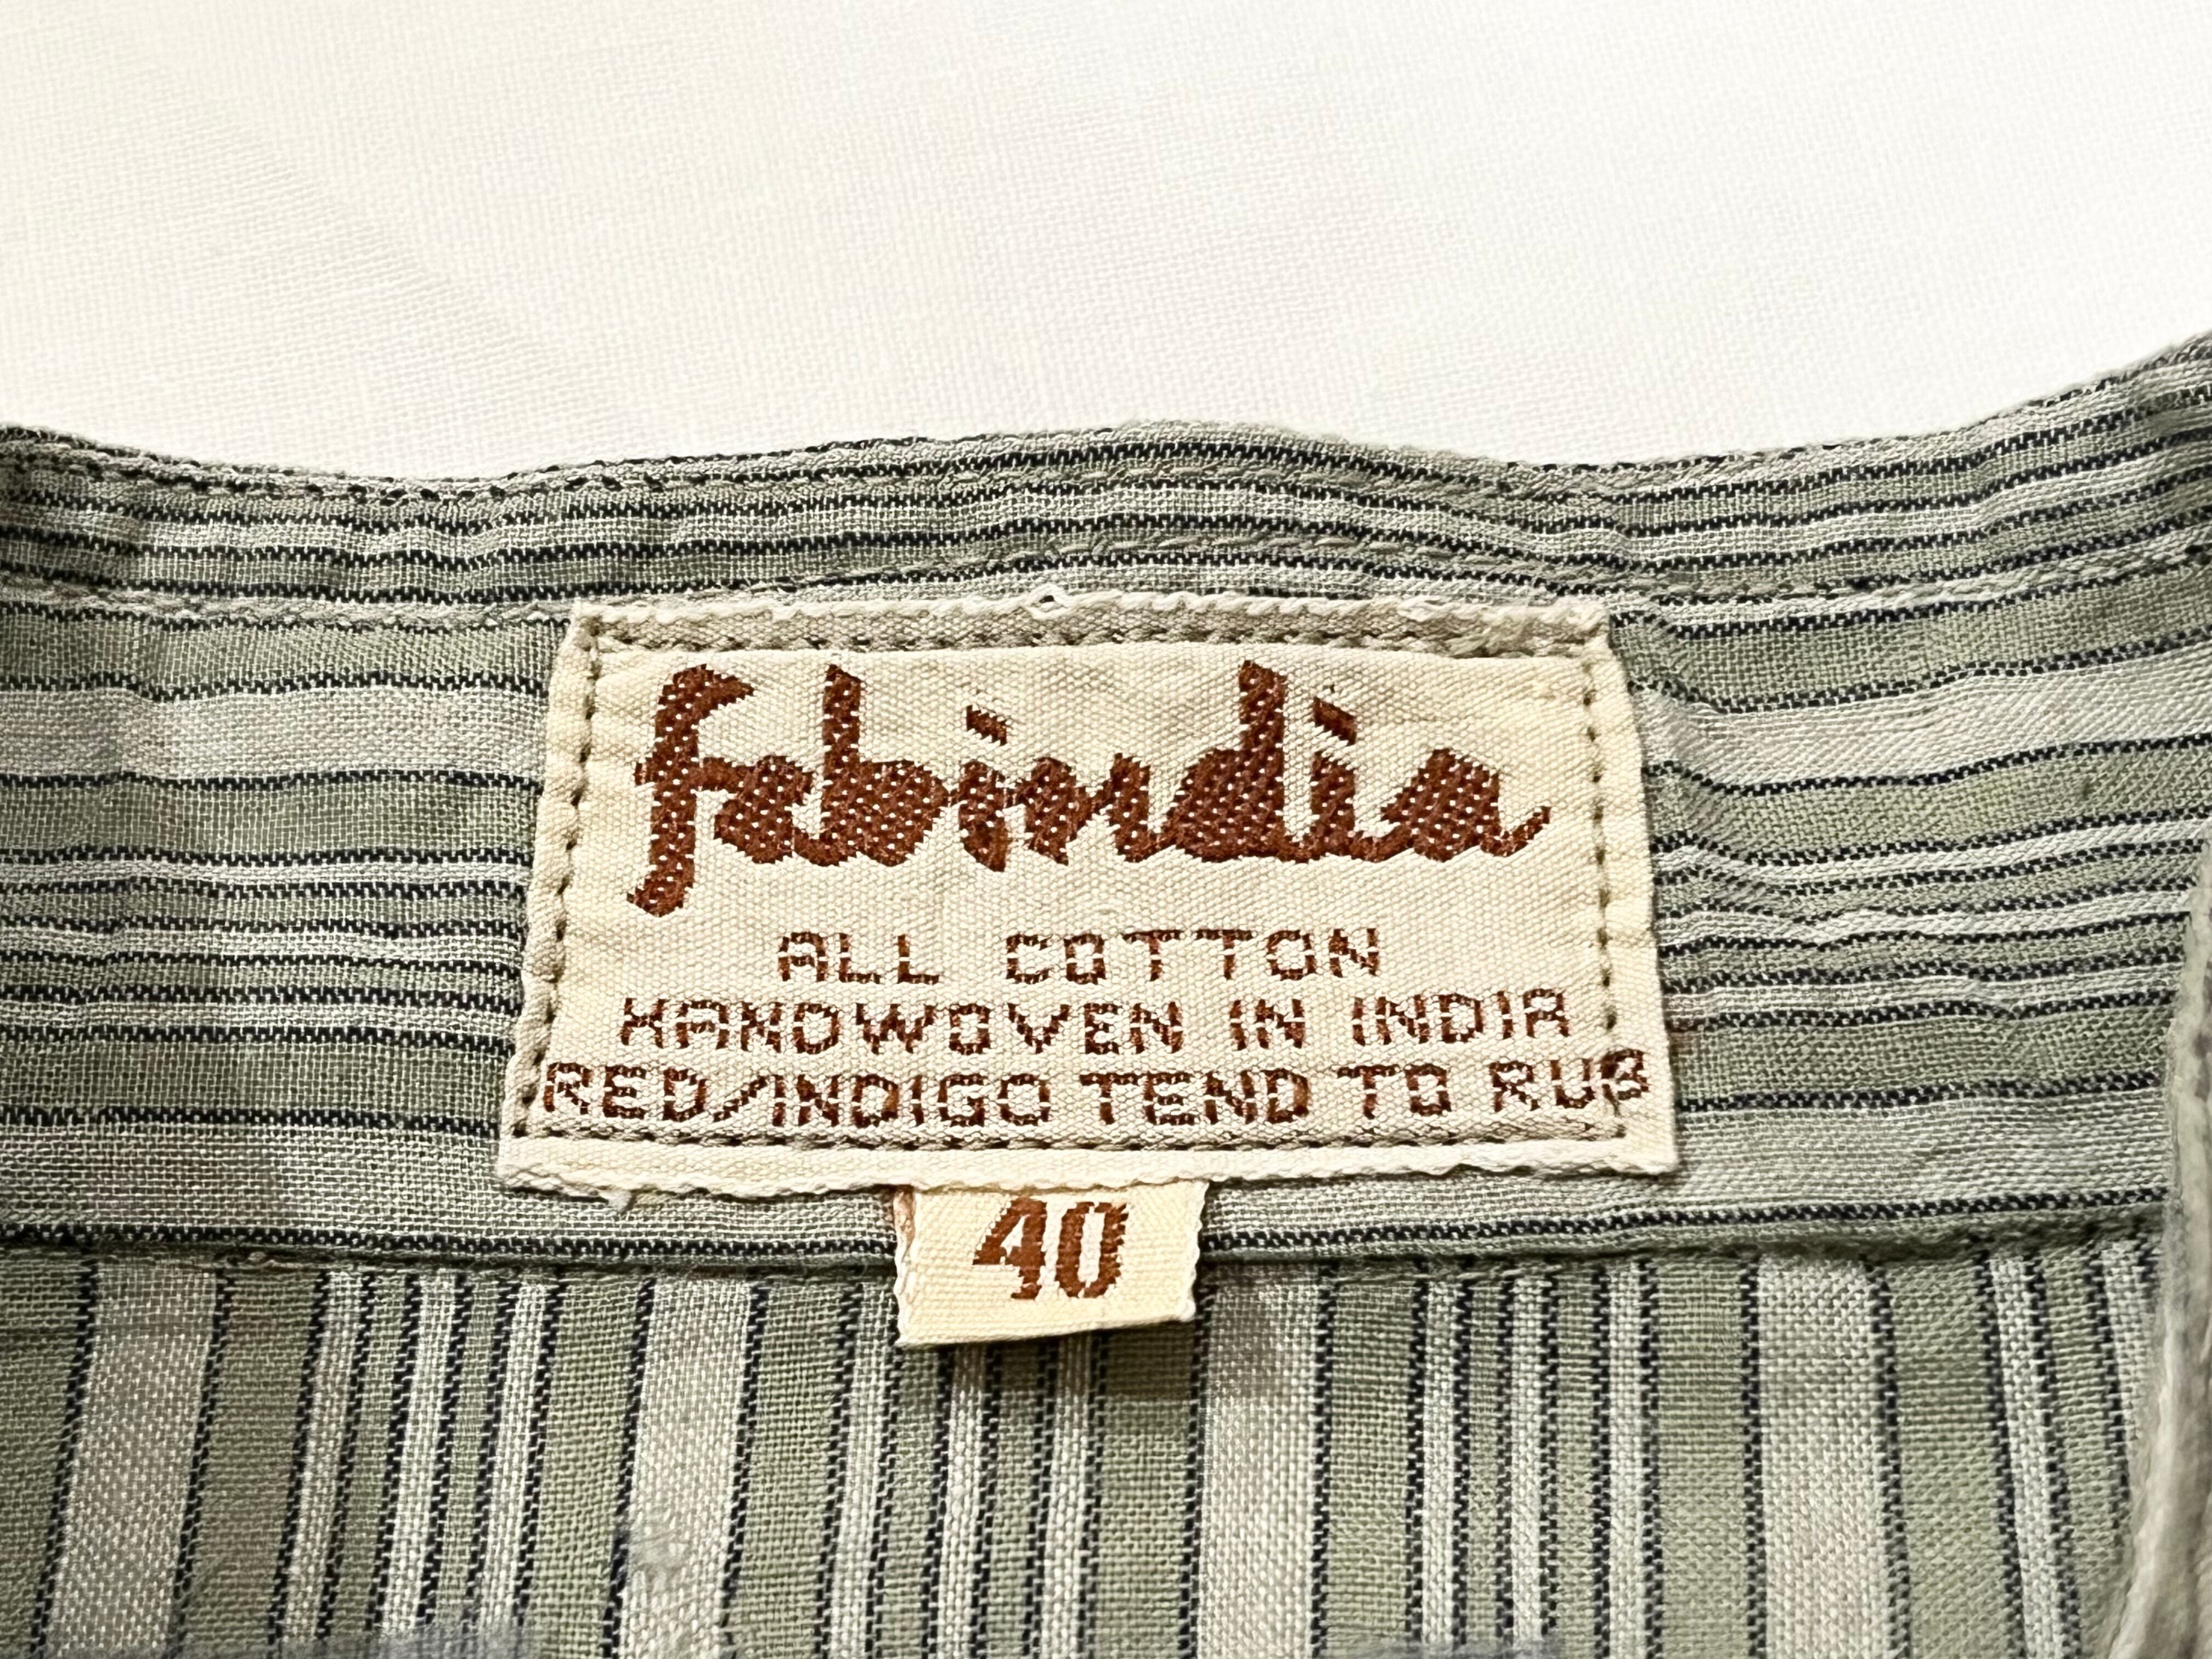 fabindia
ALL COTTON
HANDWOVEN IN INDIA
RED/INDIGO TEND TO RUB
40